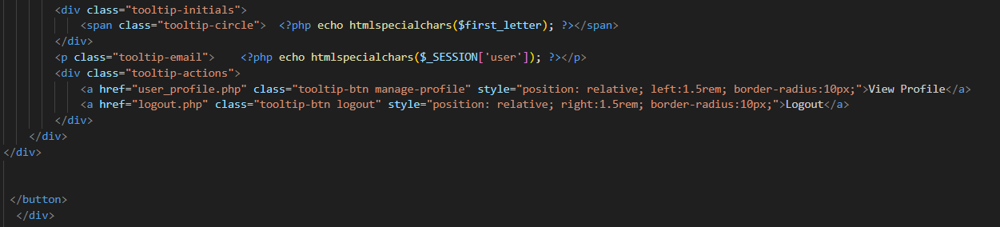 <div class="tooltip-initials">
<span class="tooltip-circle">  <?php echo htmlspecialchars($first_letter); ?></span>
</div>
<p class="tooltip-email">    <?php echo htmlspecialchars($_SESSION['user']); ?></p>
<div class="tooltip-actions">
<a href="user_profile.php" class="tooltip-btn manage-profile" style="position: relative; left:1.5rem; border-radius:10px;">View Profile</a>
<a href="logout.php" class="tooltip-btn logout" style="position: relative; right:1.5rem; border-radius:10px;">Logout</a>
</div>
</div>
</div>
</button>
</div>